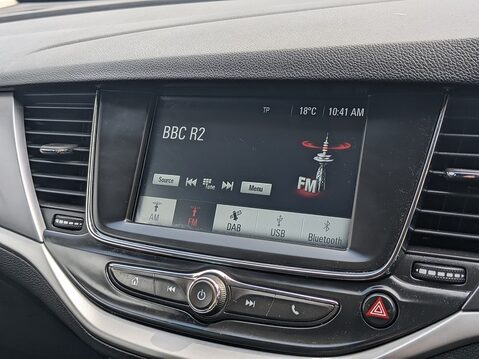 TP 18°C 10:41 AM
BBC R2
Source Tune Menu
FM
AM FM DAB USB Bluetooth